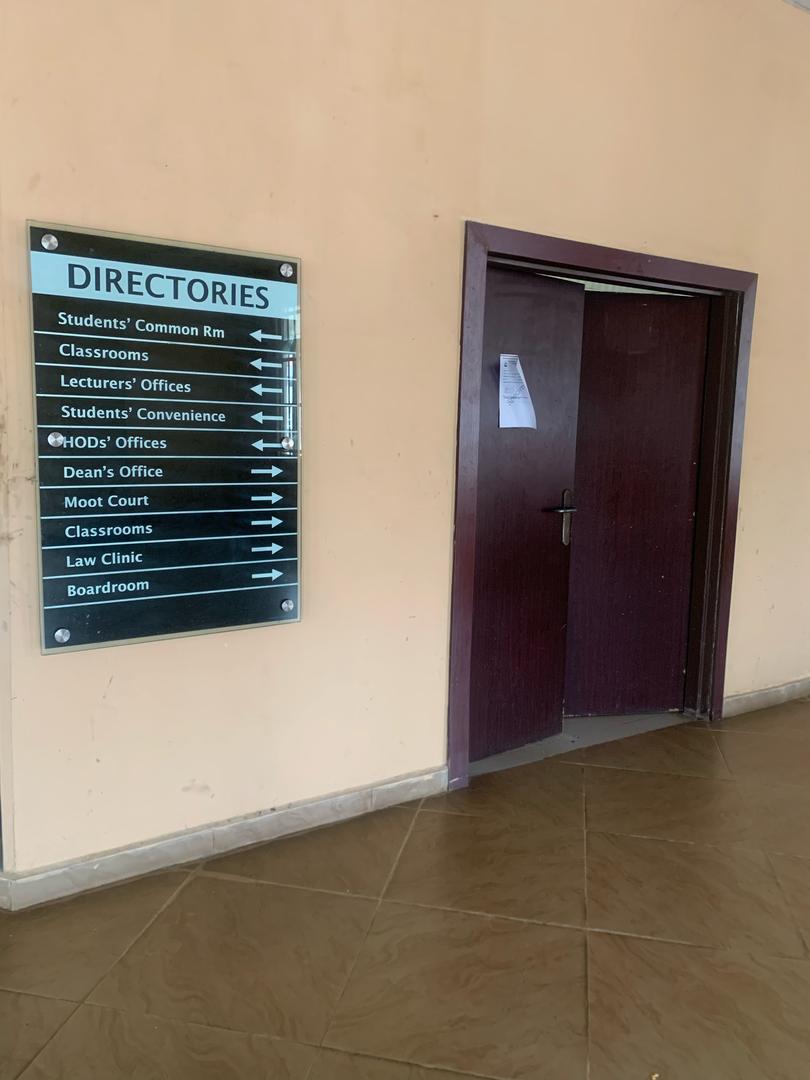 DIRECTORIES
Students' Common Rm ←
Classrooms ←
Lecturers' Offices ←
Students' Convenience ←
HODs' Offices ←
Dean's Office →
Moot Court →
Classrooms →
Law Clinic →
Boardroom →